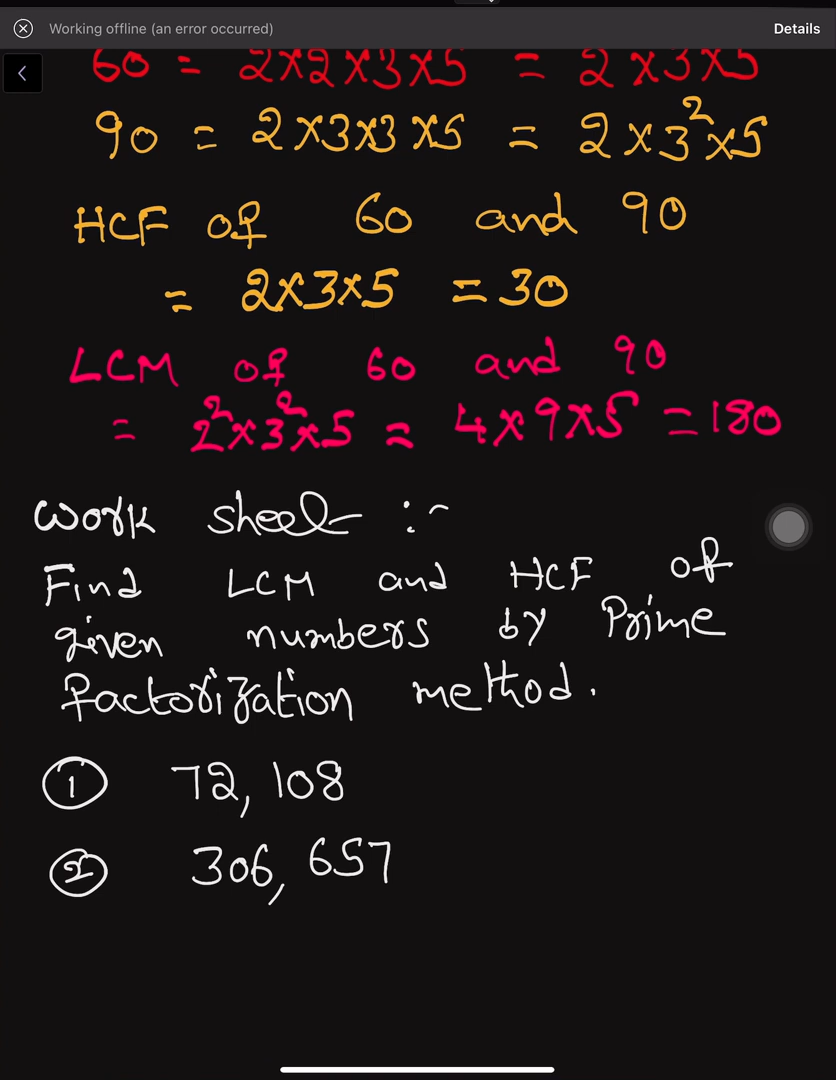 Working offline (an error occurred) Details
60 = 2×2×3×5 = 2 ×3×5
90 = 2×3×3×5 = 2×3²×5
HCF of 60 and 90
= 2×3×5 = 30
LCM of 60 and 90
= 2²×3²×5 = 4×9×5 = 180
Work sheet :-
Find LCM and HCF of
given numbers by Prime
factorization method.
① 72, 108
② 306, 657